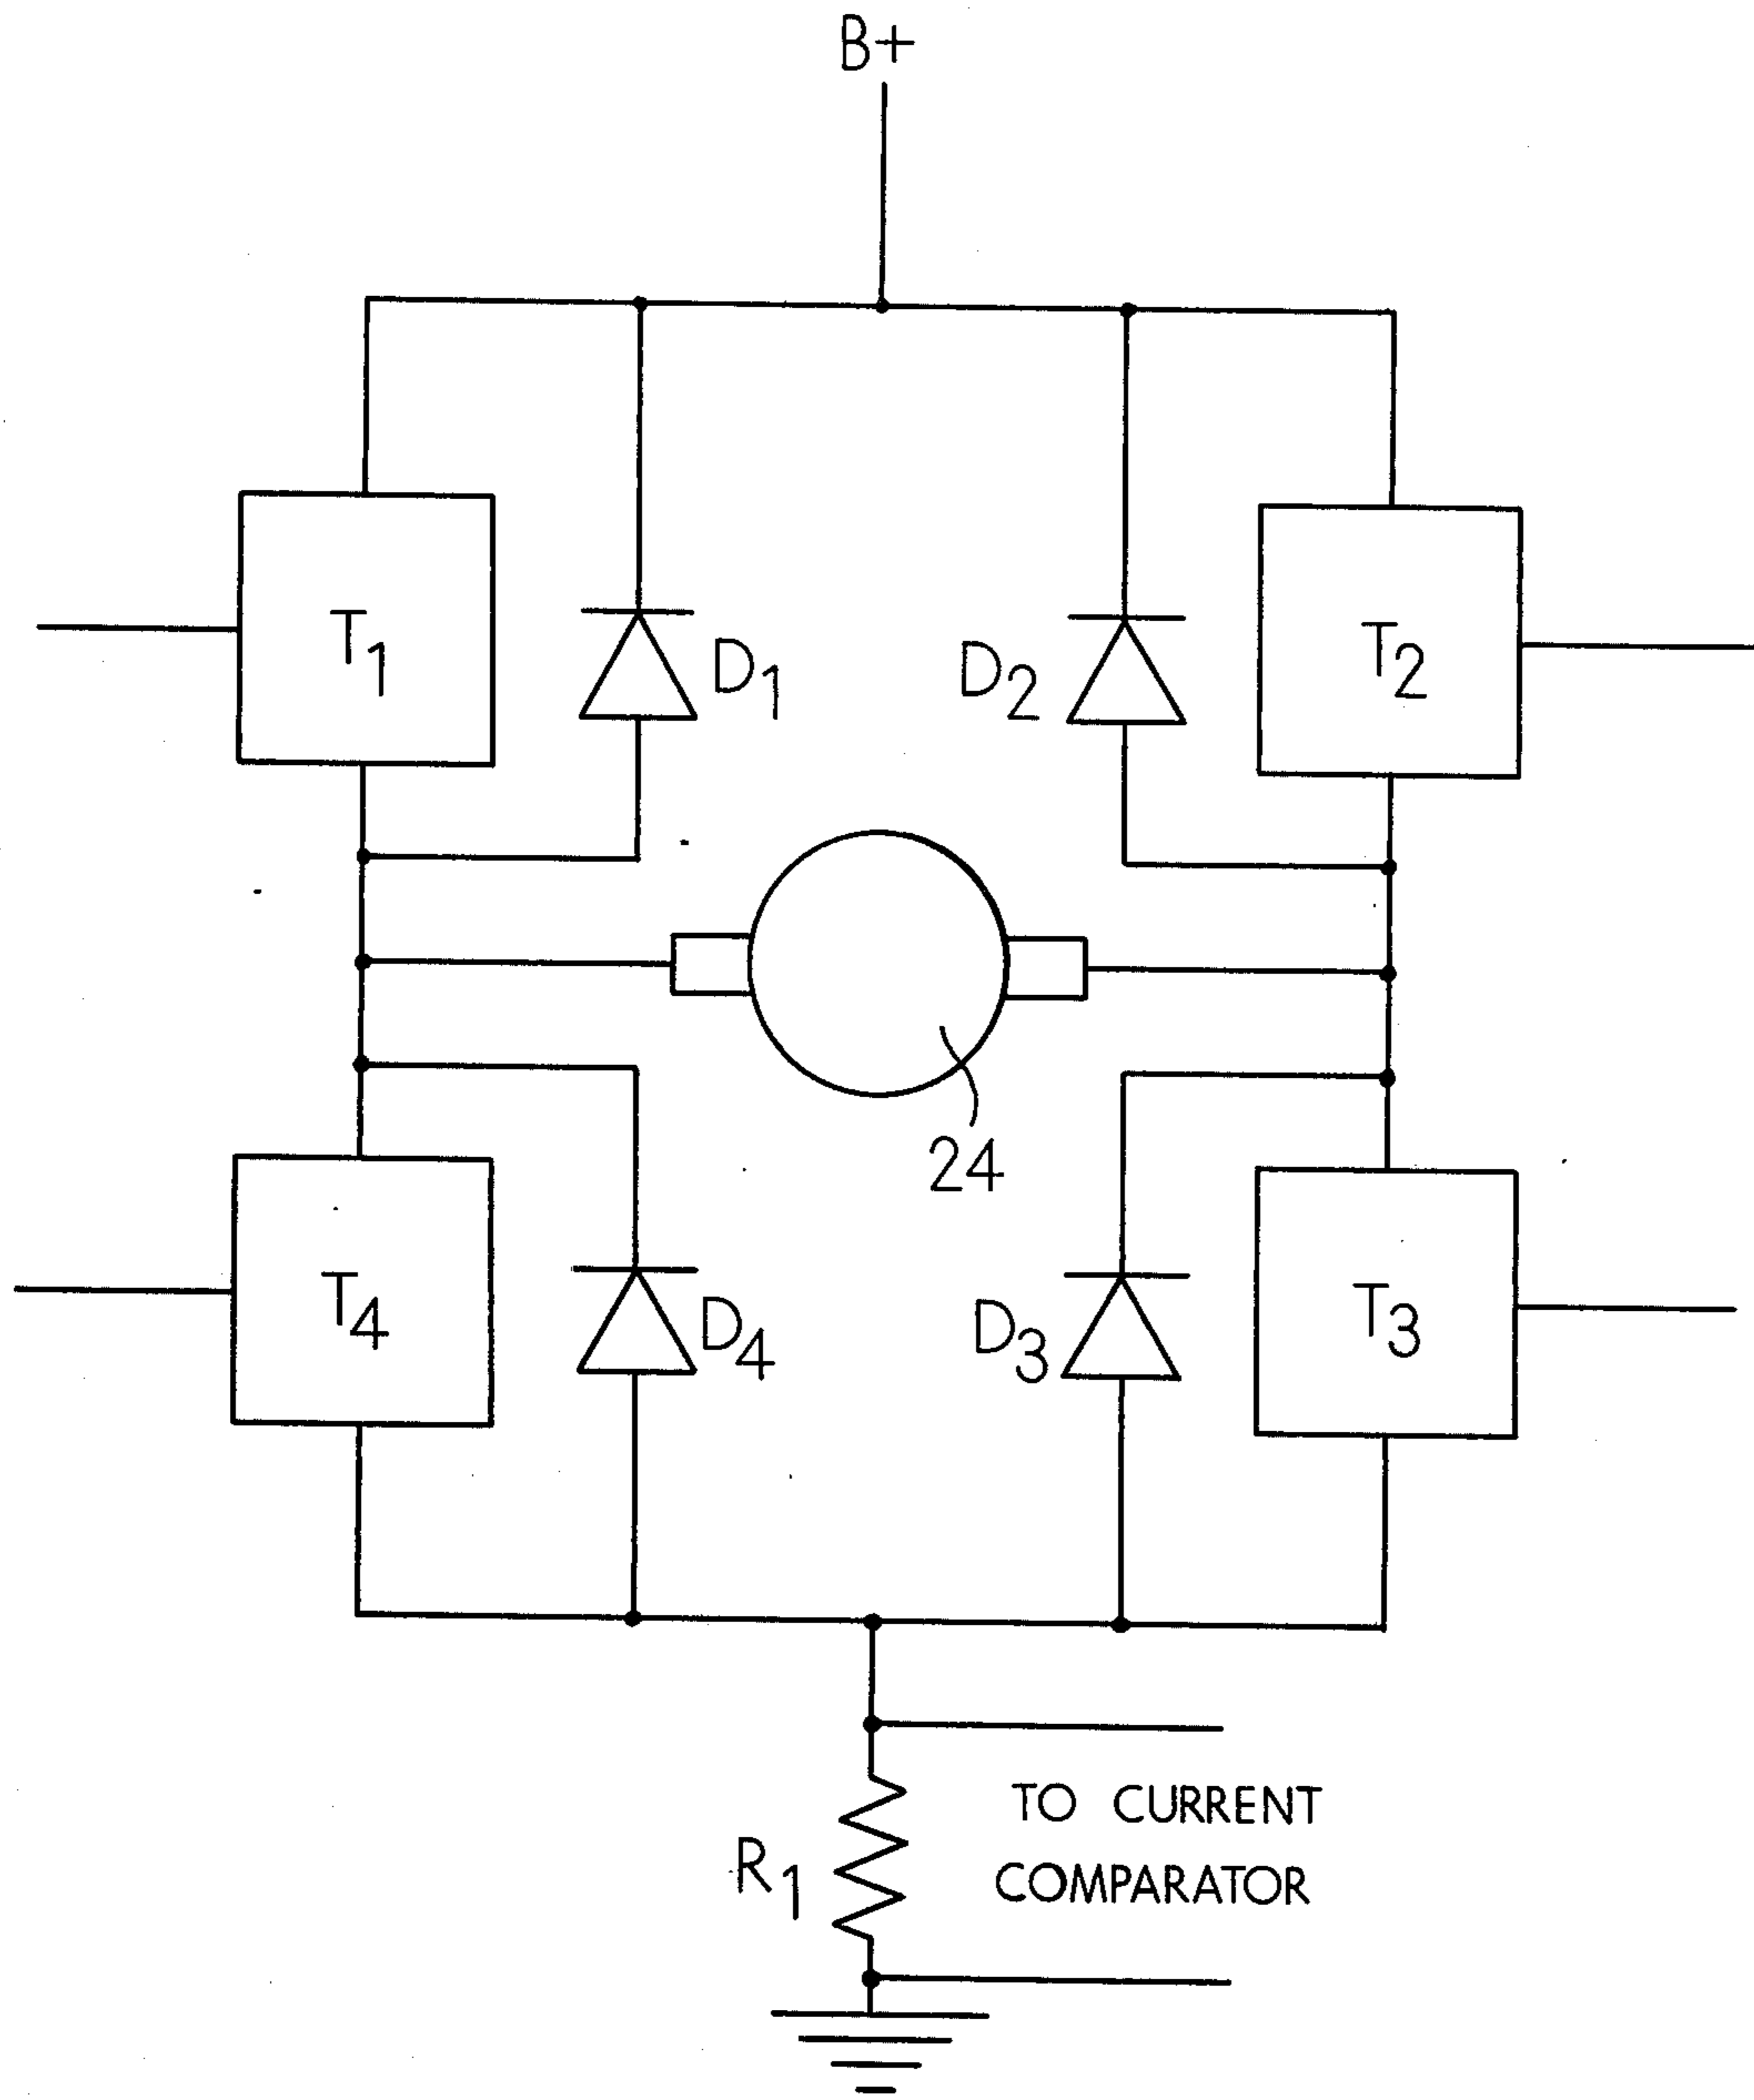 B+
T1
D1
D2
T2
24
T4
D4
D3
T3
R1
TO CURRENT
COMPARATOR